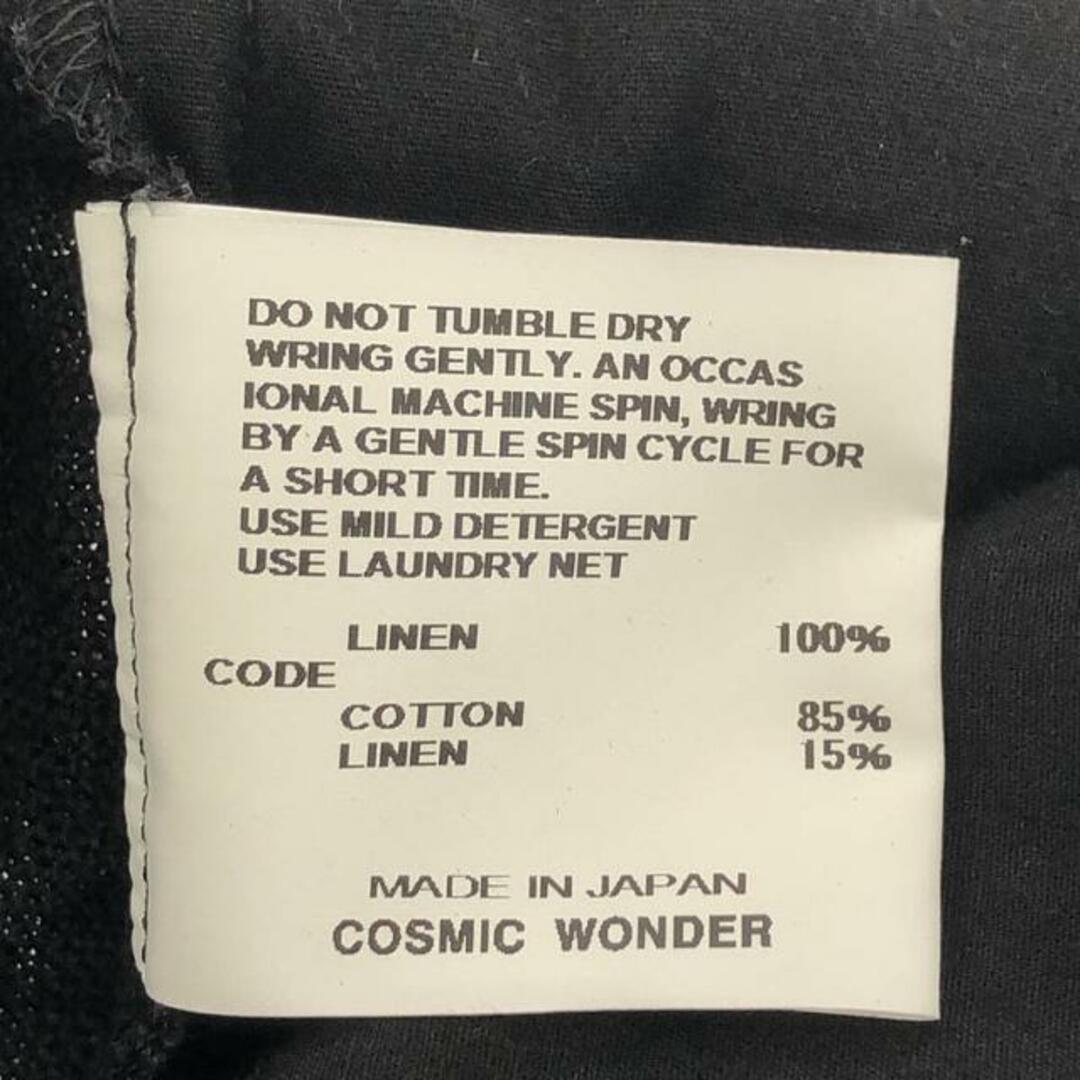 DO NOT TUMBLE DRY
WRING GENTLY. AN OCCAS
IONAL MACHINE SPIN, WRING
BY A GENTLE SPIN CYCLE FOR
A SHORT TIME.
USE MILD DETERGENT
USE LAUNDRY NET
LINEN 100%
CODE
COTTON 85%
LINEN 15%
MADE IN JAPAN
COSMIC WONDER